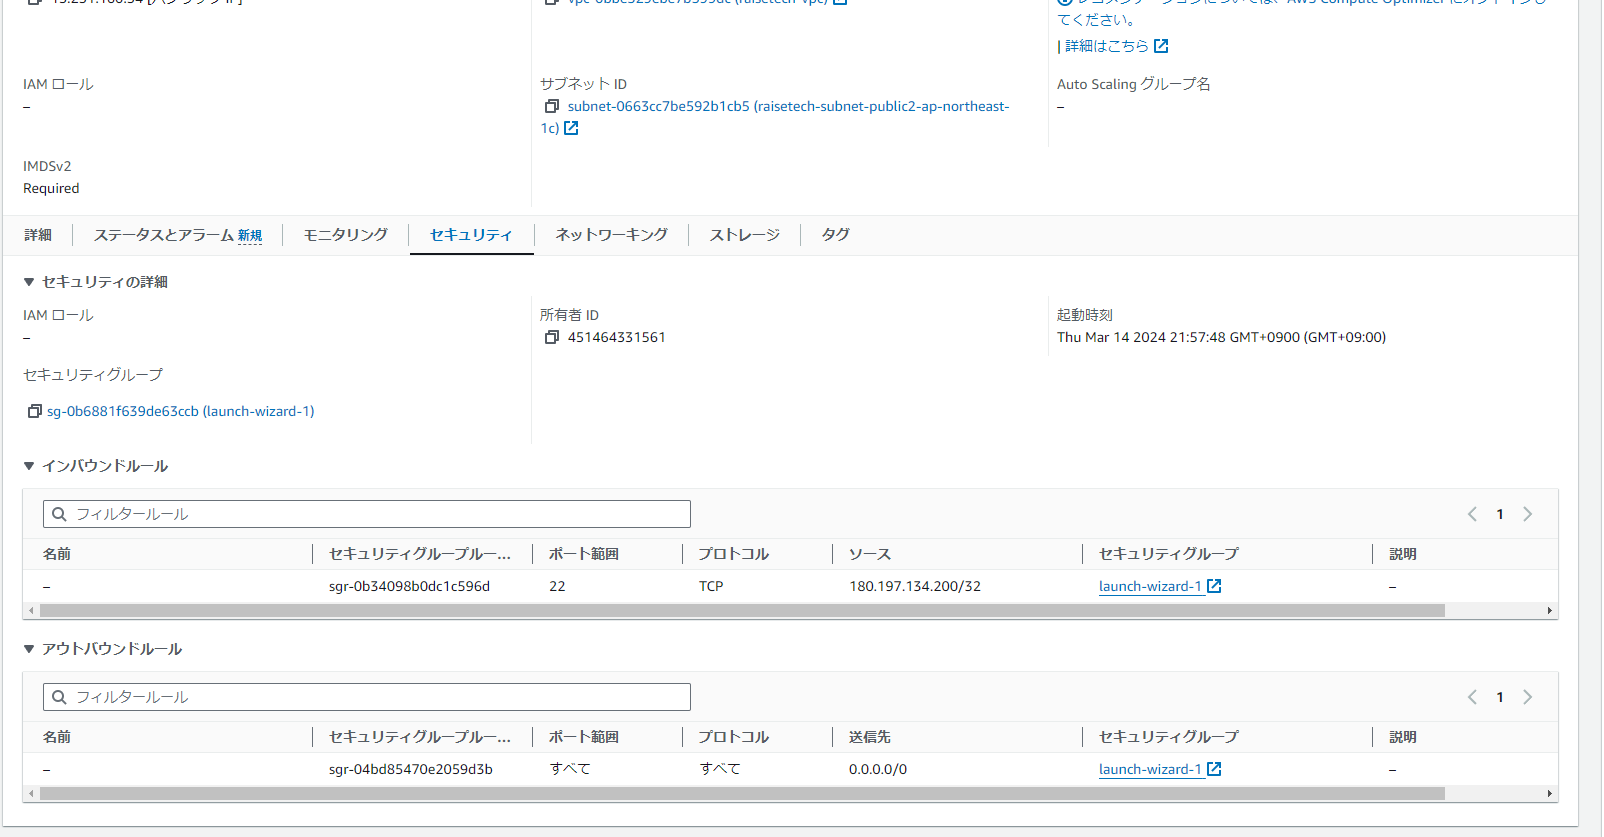 IAM ロール
–
サブネット ID
subnet-0663cc7be592b1cb5 (raisetech-subnet-public2-ap-northeast-
1c)
てください。
詳細はこちら
Auto Scaling グループ名
–
IMDSv2
Required
詳細 ステータスとアラーム 新規 モニタリング セキュリティ ネットワーキング ストレージ タグ
▼ セキュリティの詳細
IAM ロール
–
所有者 ID
451464331561
起動時刻
Thu Mar 14 2024 21:57:48 GMT+0900 (GMT+09:00)
セキュリティグループ
sg-0b6881f639de63ccb (launch-wizard-1)
▼ インバウンドルール
フィルタールール
1
名前 セキュリティグループルー... ポート範囲 プロトコル ソース セキュリティグループ 説明
– sgr-0b34098b0dc1c596d 22 TCP 180.197.134.200/32 launch-wizard-1 –
▼ アウトバウンドルール
フィルタールール
1
名前 セキュリティグループルー... ポート範囲 プロトコル 送信先 セキュリティグループ 説明
– sgr-04bd85470e2059d3b すべて すべて 0.0.0.0/0 launch-wizard-1 –